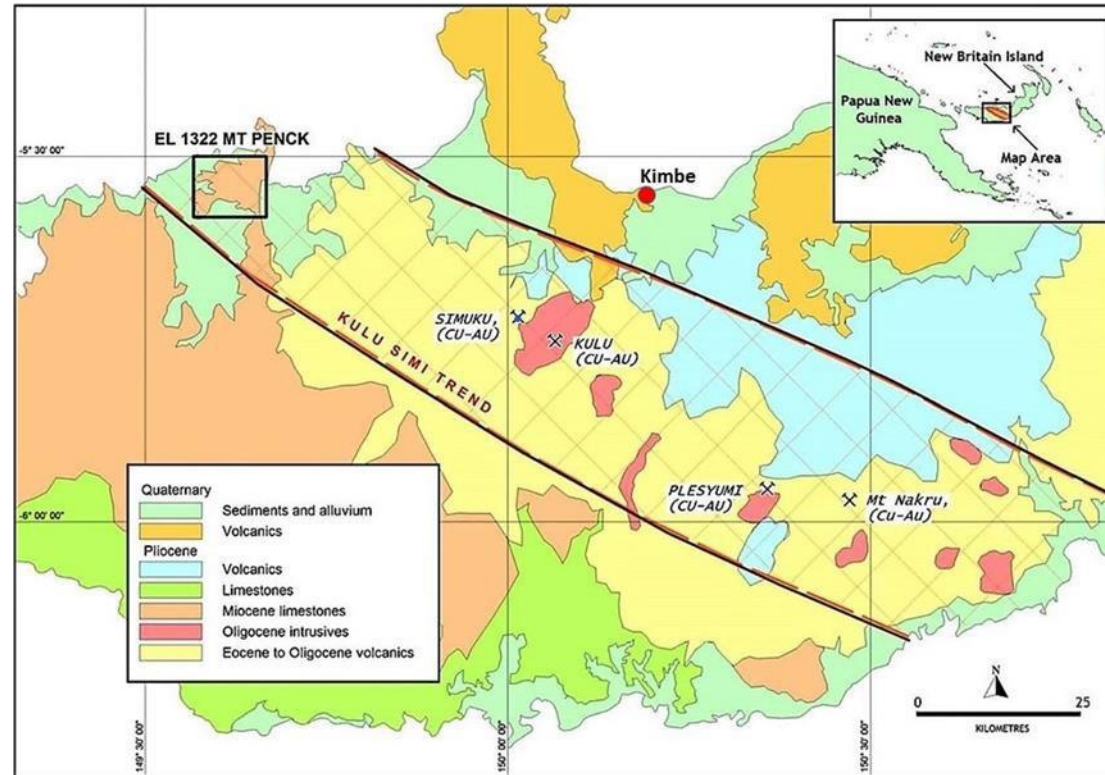 New Britain Island
Papua New
Guinea
Map Area
EL 1322 MT PENCK
-5° 30' 00"
Kimbe
SIMUKU,
(CU-AU)
KULU
(CU-AU)
KULU SIMI TREND
PLESYUMI
(CU-AU)
Mt Nakru,
(Cu-Au)
-6° 00' 00"
Quaternary
Sediments and alluvium
Volcanics
Pliocene
Volcanics
Limestones
Miocene limestones
Oligocene intrusives
Eocene to Oligocene volcanics
N
0 25
KILOMETRES
149° 30' 00"
150° 00' 00"
150° 30' 00"